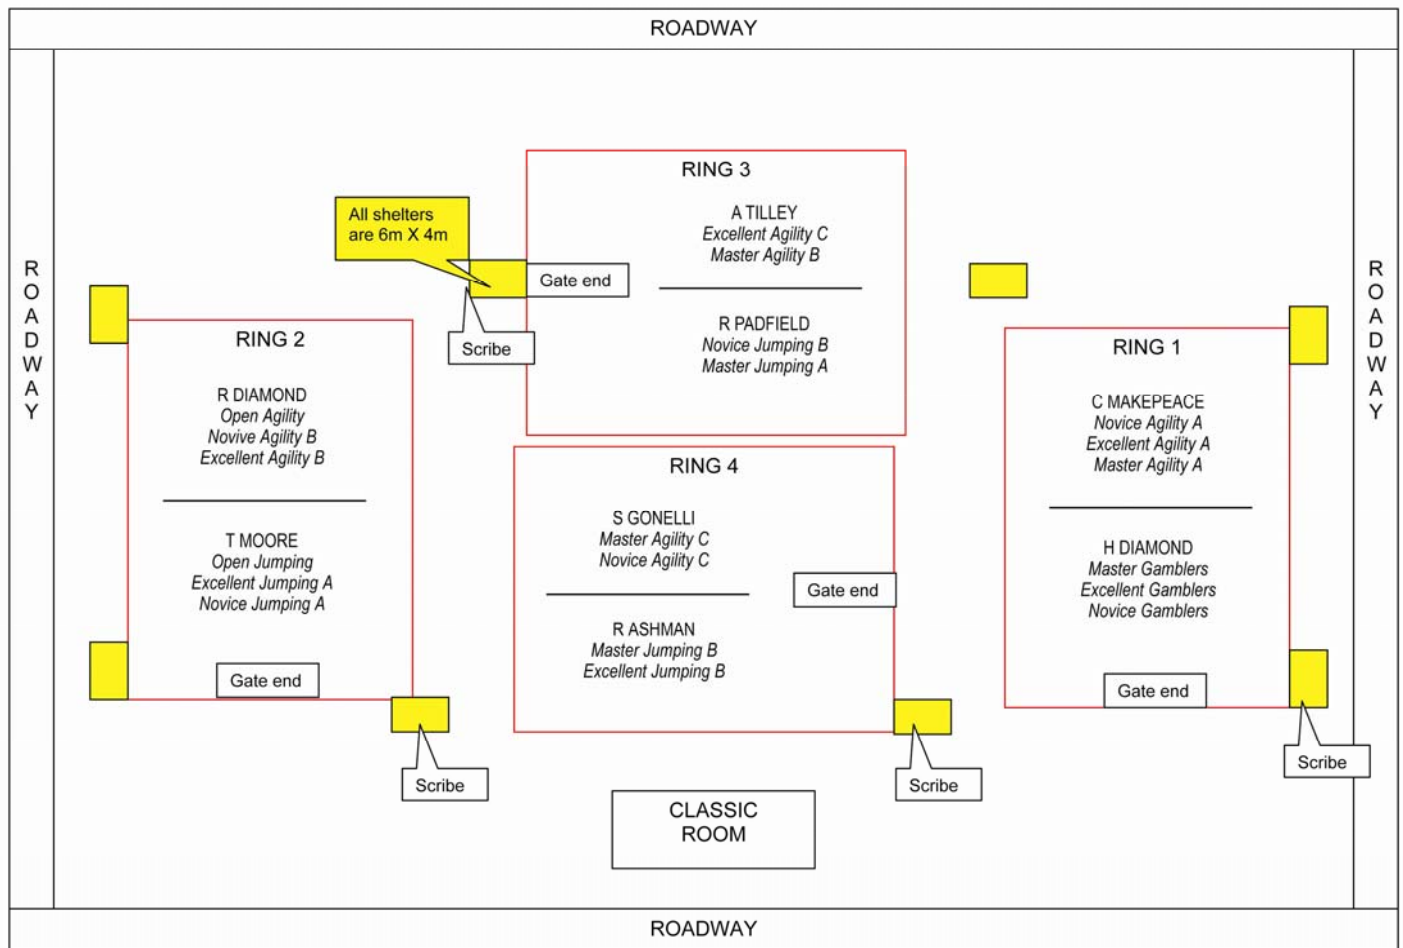 ROADWAY
ROADWAY
ROADWAY
All shelters
are 6m X 4m
Scribe
RING 3
A TILLEY
Excellent Agility C
Master Agility B
Gate end
R PADFIELD
Novice Jumping B
Master Jumping A
RING 2
R DIAMOND
Open Agility
Novive Agility B
Excellent Agility B
T MOORE
Open Jumping
Excellent Jumping A
Novice Jumping A
Gate end
Scribe
RING 4
S GONELLI
Master Agility C
Novice Agility C
Gate end
R ASHMAN
Master Jumping B
Excellent Jumping B
Scribe
RING 1
C MAKEPEACE
Novice Agility A
Excellent Agility A
Master Agility A
H DIAMOND
Master Gamblers
Excellent Gamblers
Novice Gamblers
Gate end
Scribe
CLASSIC
ROOM
ROADWAY